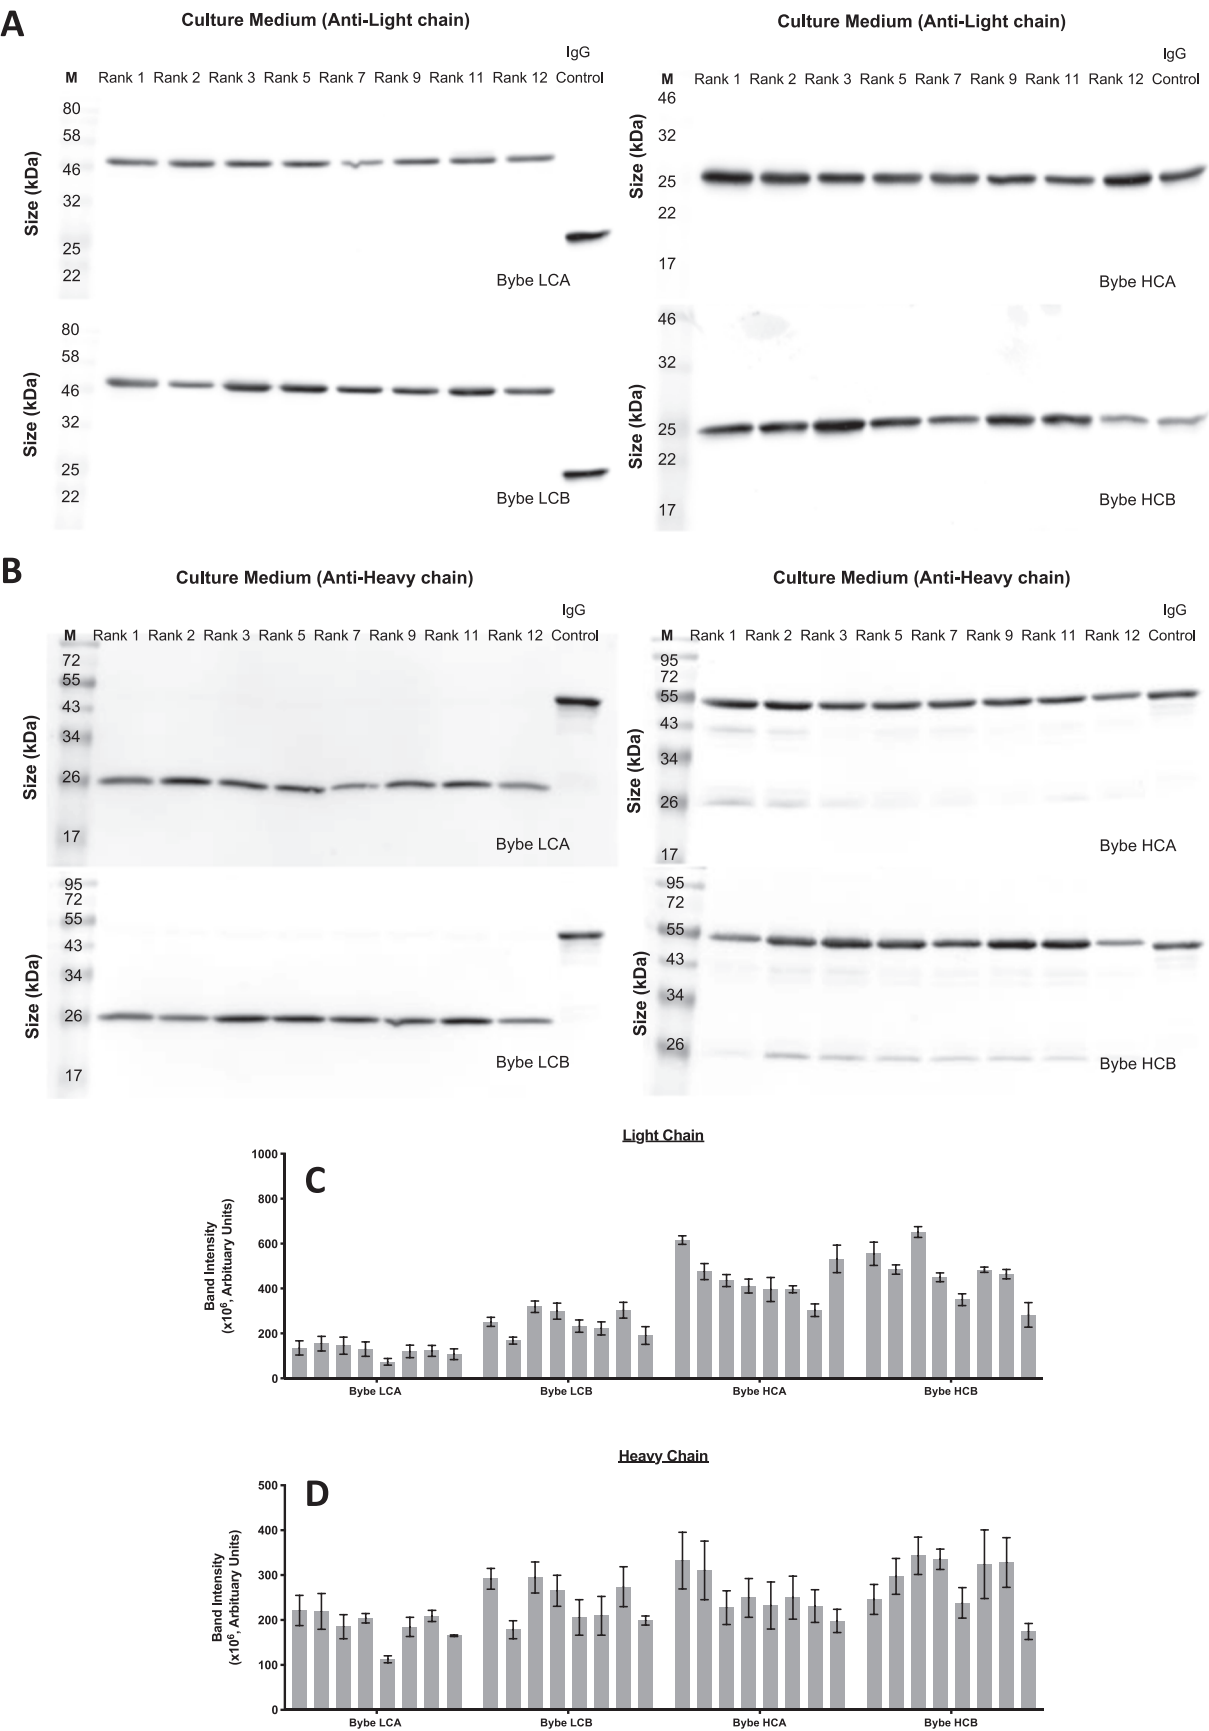 A
Culture Medium (Anti-Light chain)
IgG
M Rank 1 Rank 2 Rank 3 Rank 5 Rank 7 Rank 9 Rank 11 Rank 12 Control
Size (kDa)
80
58
46
32
25
22
Bybe LCA
Size (kDa)
80
58
46
32
25
22
Bybe LCB
Culture Medium (Anti-Light chain)
IgG
M Rank 1 Rank 2 Rank 3 Rank 5 Rank 7 Rank 9 Rank 11 Rank 12 Control
Size (kDa)
46
32
25
22
17
Bybe HCA
Size (kDa)
46
32
25
22
17
Bybe HCB
B
Culture Medium (Anti-Heavy chain)
IgG
M Rank 1 Rank 2 Rank 3 Rank 5 Rank 7 Rank 9 Rank 11 Rank 12 Control
Size (kDa)
72
55
43
34
26
17
Bybe LCA
Size (kDa)
95
72
55
43
34
26
17
Bybe LCB
Culture Medium (Anti-Heavy chain)
IgG
M Rank 1 Rank 2 Rank 3 Rank 5 Rank 7 Rank 9 Rank 11 Rank 12 Control
Size (kDa)
95
72
55
43
34
26
17
Bybe HCA
Size (kDa)
95
72
55
43
34
26
Bybe HCB
Light Chain
C
Band Intensity
(x10⁶, Arbituary Units)
1000
800
600
400
200
0
Bybe LCA Bybe LCB Bybe HCA Bybe HCB
Heavy Chain
D
Band Intensity
(x10⁶, Arbituary Units)
500
400
300
200
100
0
Bybe LCA Bybe LCB Bybe HCA Bybe HCB